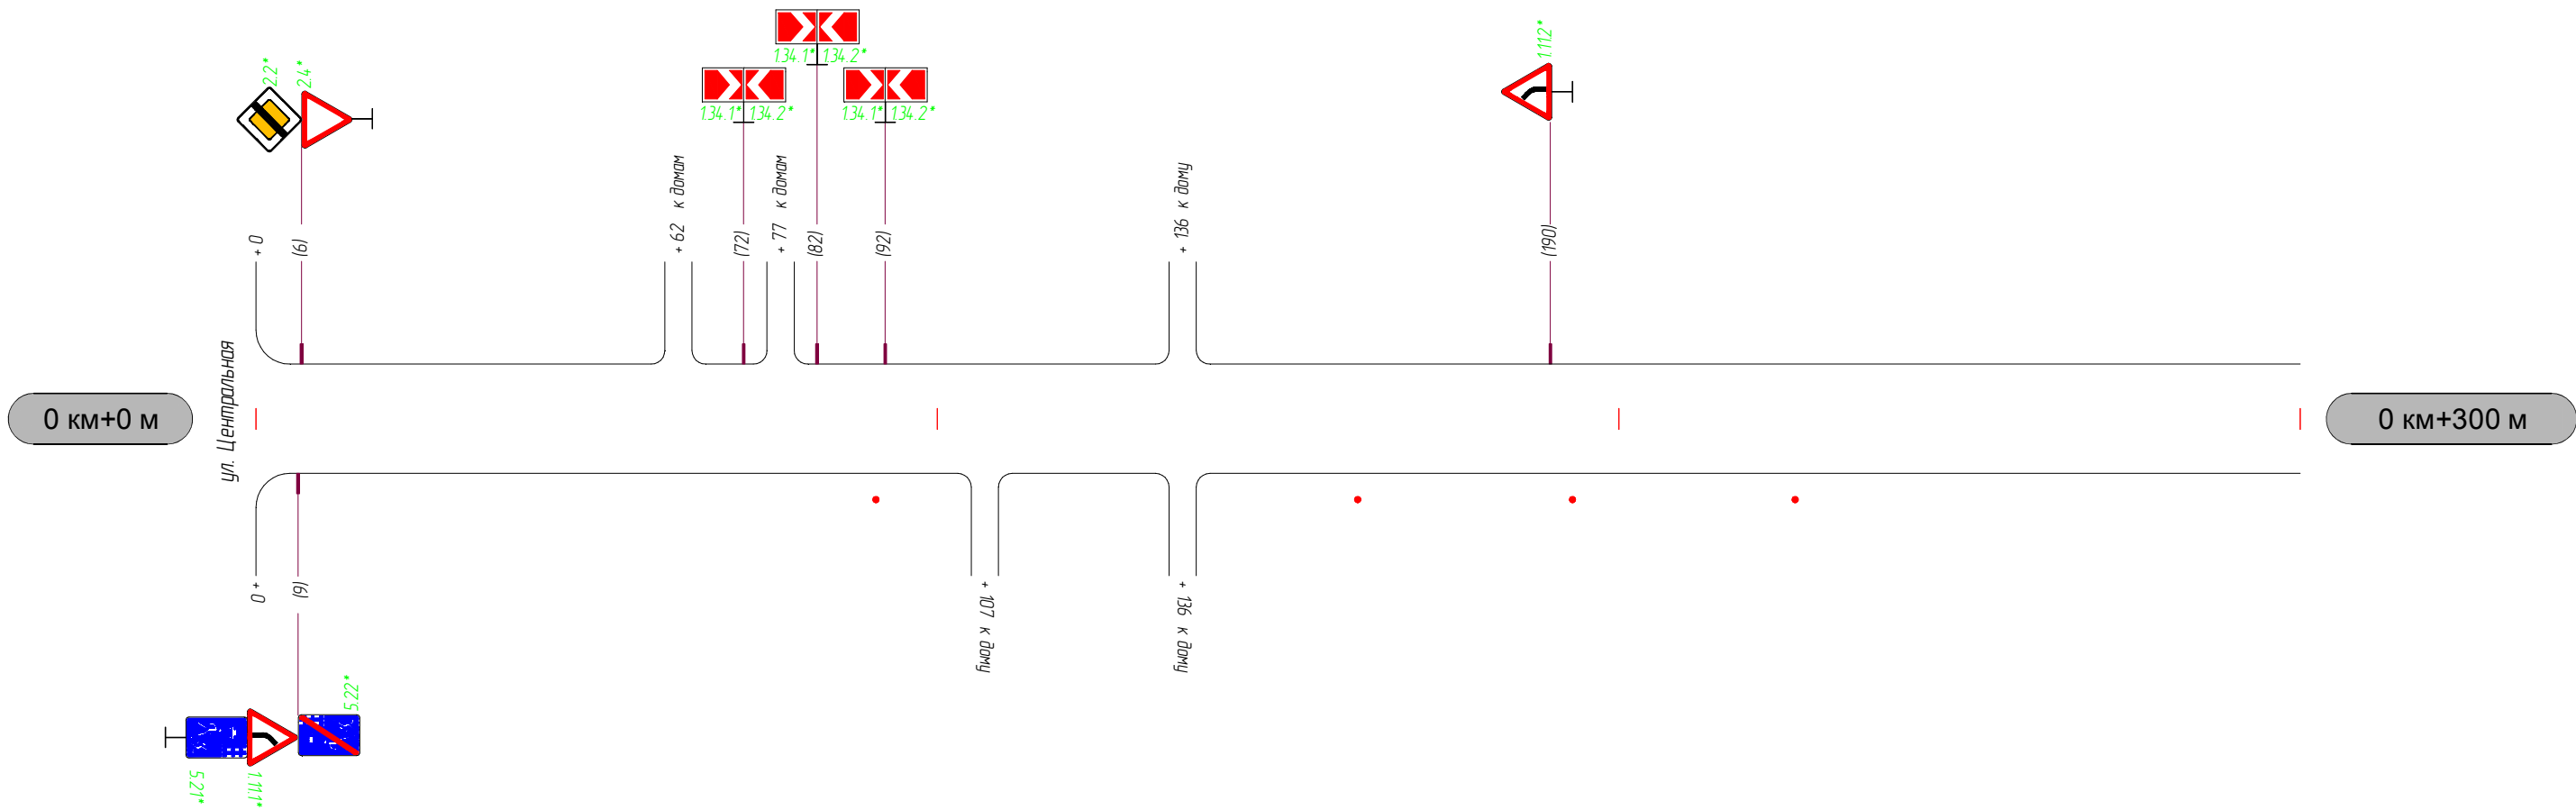 2.2*
2.4*
1.34.1* 1.34.2*
1.34.1* 1.34.2*
1.34.1* 1.34.2*
1.11.2*
+ 0
(6)
+ 62 к домам
(72)
+ 77 к домам
(82)
(92)
+ 136 к дому
(190)
0 км+0 м
ул. Центральная
0 км+300 м
0 +
(6)
+ 107 к дому
+ 136 к дому
5.21*
1.11.1*
5.22*